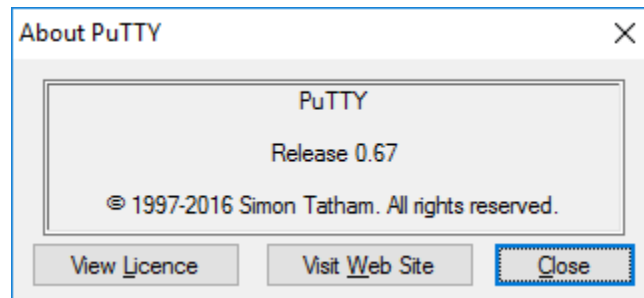 About PuTTY
PuTTY
Release 0.67
© 1997-2016 Simon Tatham. All rights reserved.
View Licence
Visit Web Site
Close